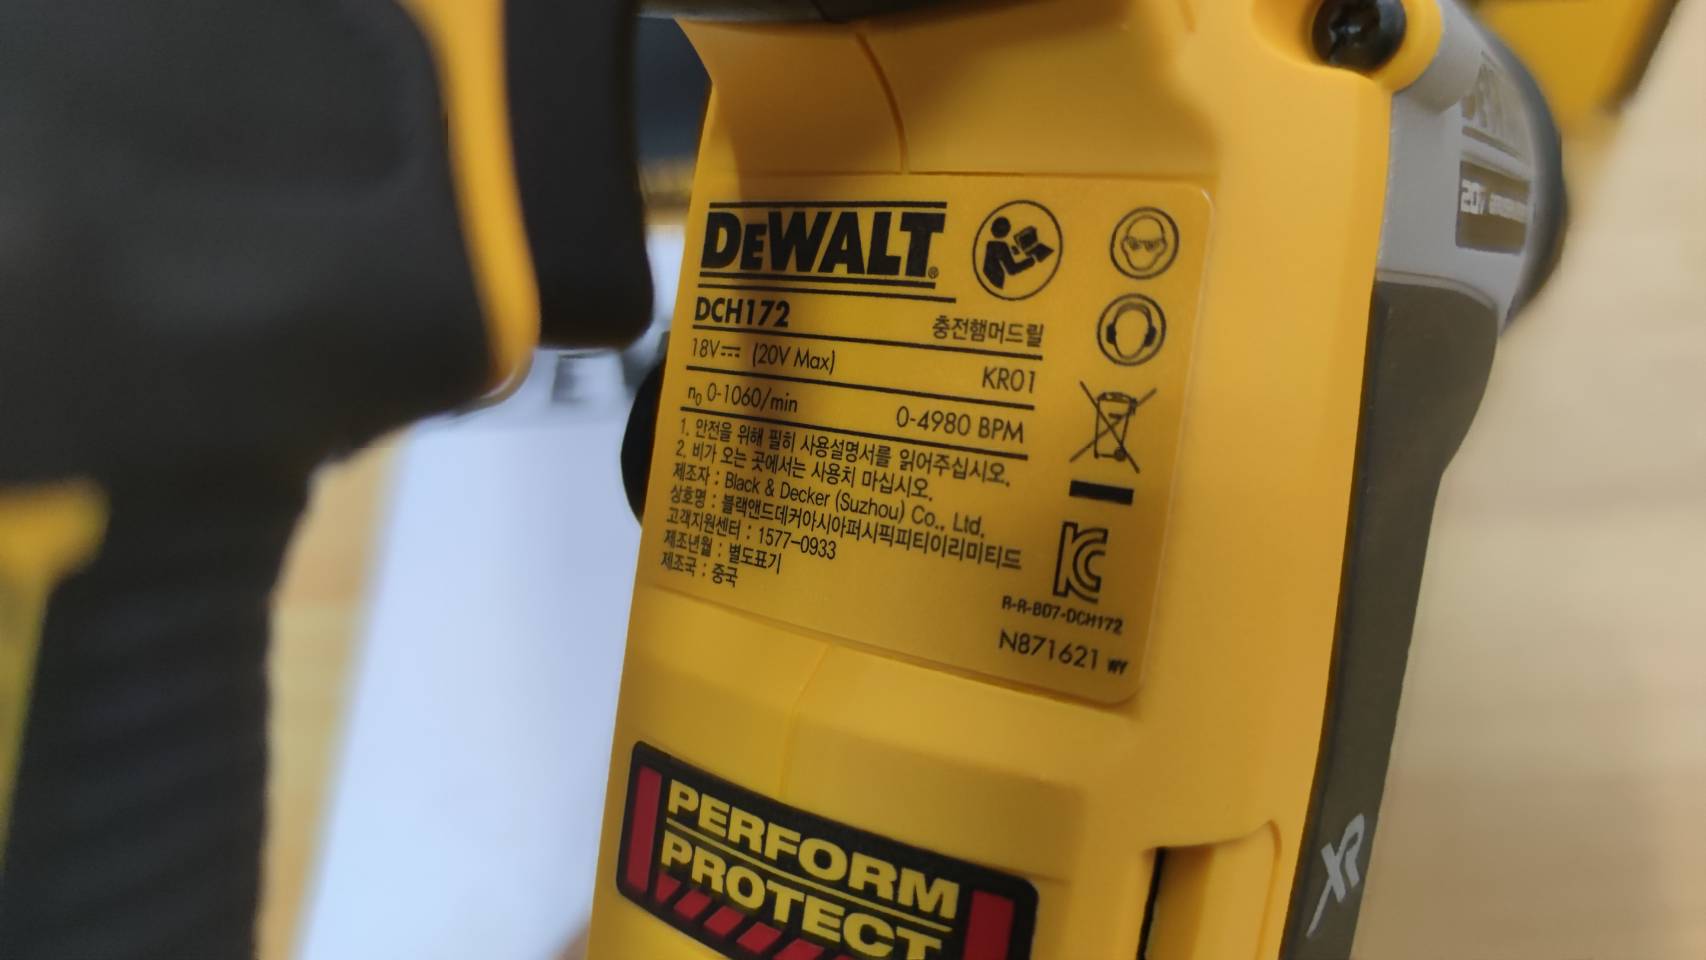 DEWALT®
DCH172
충전햄머드릴
18V (20V Max)
KR01
n0 0-1060/min
0-4980 BPM
1. 안전을 위해 필히 사용설명서를 읽어주십시오.
2. 비가 오는 곳에서는 사용치 마십시오.
제조자 : Black & Decker (Suzhou) Co., Ltd.
상호명 : 블랙앤드데커아시아퍼시픽피티이리미티드
고객지원센터 : 1577-0933
제조년월 : 별도표기
제조국 : 중국
R-R-B07-DCH172
N871621 WY
PERFORM
PROTECT
XR
20V